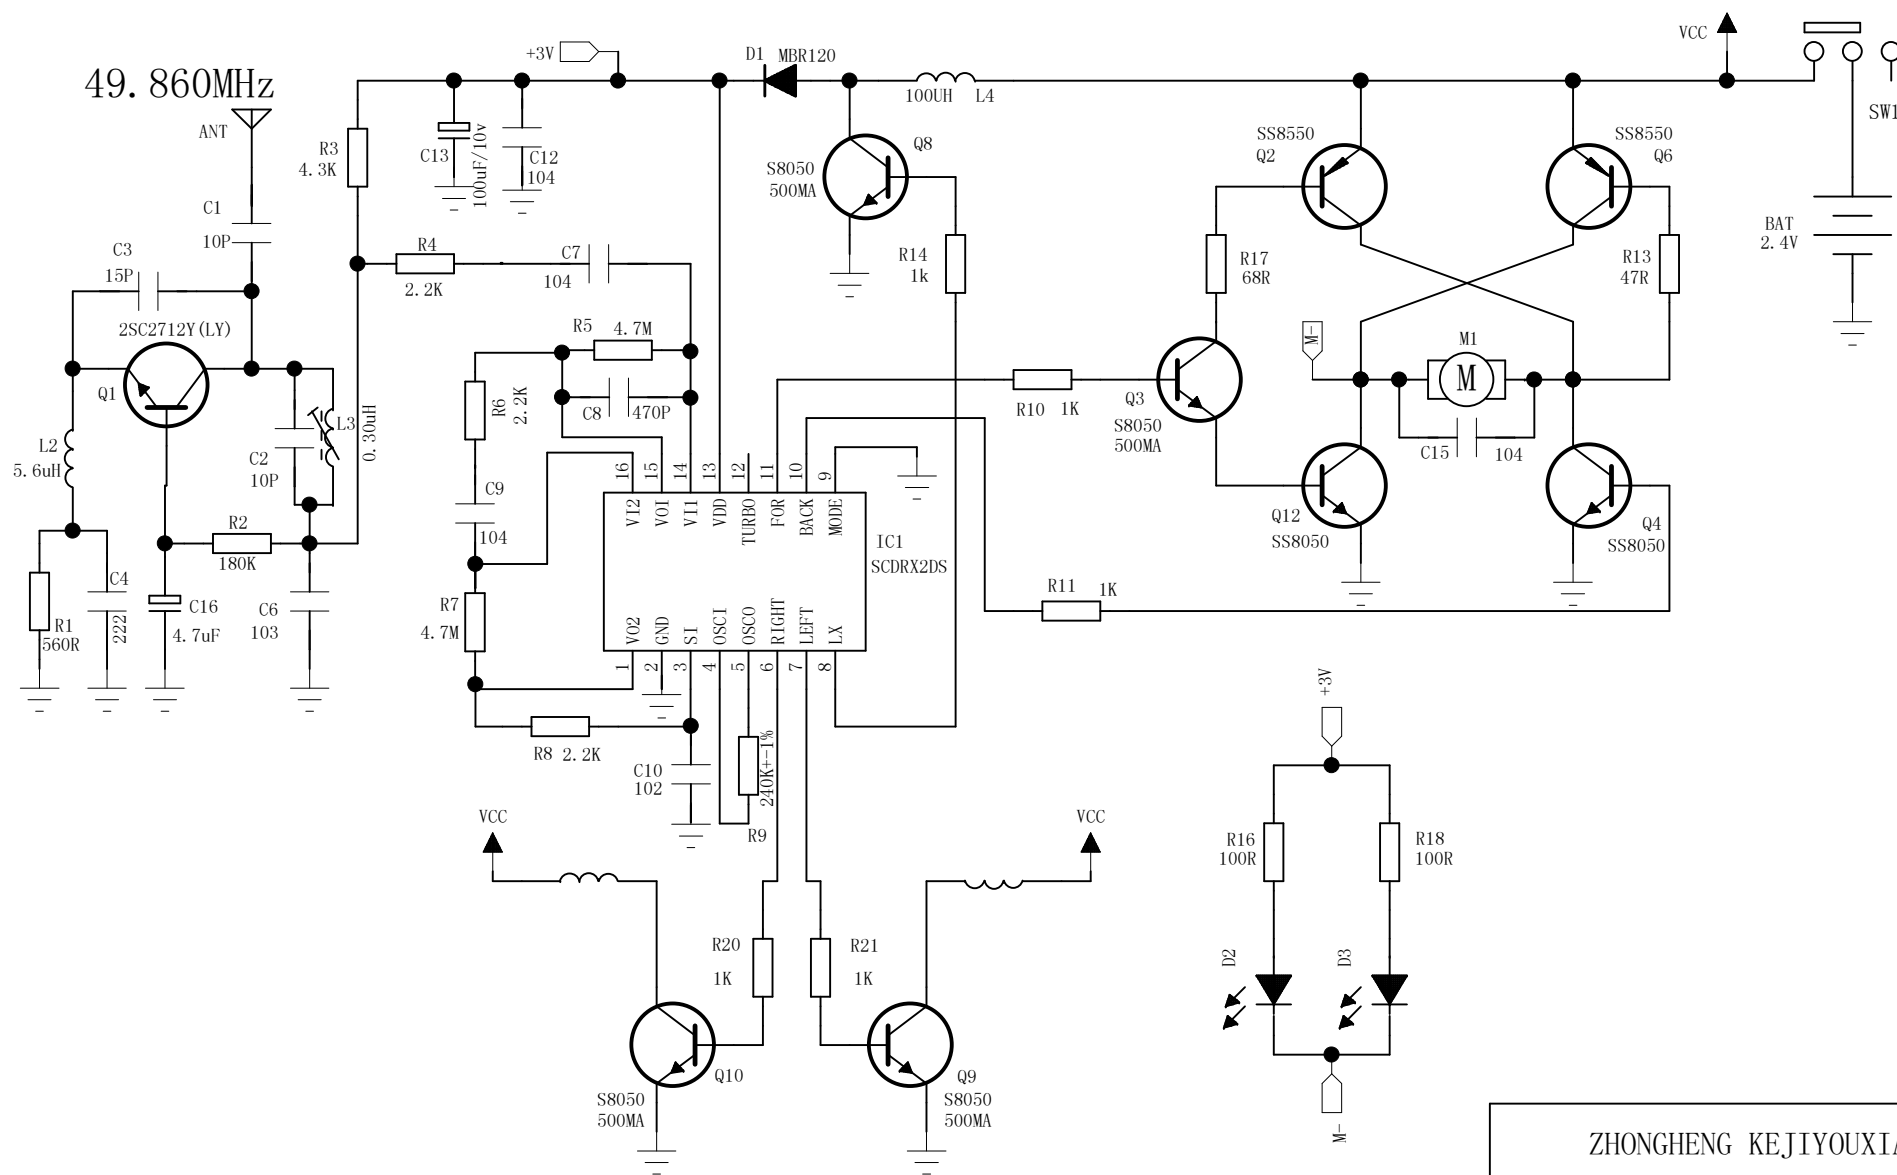 49.860MHz
ANT
C1
10P
C3
15P
2SC2712Y(LY)
Q1
L2
5.6uH
R1
560R
C4
222
C16
4.7uF
R2
180K
C2
10P
L3
0.30uH
C6
103
R3
4.3K
C13
100uF/10v
C12
104
+3V
D1 MBR120
100UH L4
S8050
500MA
Q8
R4
2.2K
C7
104
R5 4.7M
C8 470P
R6
2.2K
C9
104
R7
4.7M
R8 2.2K
C10
102
240K+-1%
R9
R14
1k
16 15 14 13 12 11 10 9
VI2 VOI VI1 VDD TURBO FOR BACK MODE
IC1
SCDRX2DS
VO2 GND SI OSCI OSCO RIGHT LEFT LX
1 2 3 4 5 6 7 8
R10 1K
R11 1K
Q3
S8050
500MA
R17
68R
SS8550
Q2
SS8550
Q6
R13
47R
M-
M1
M
C15 104
Q12
SS8050
Q4
SS8050
VCC
SW1
BAT
2.4V
VCC
R20
1K
Q10
S8050
500MA
VCC
R21
1K
Q9
S8050
500MA
+3V
R16
100R
R18
100R
D2
D3
M-
ZHONGHENG KEJIYOUXIA